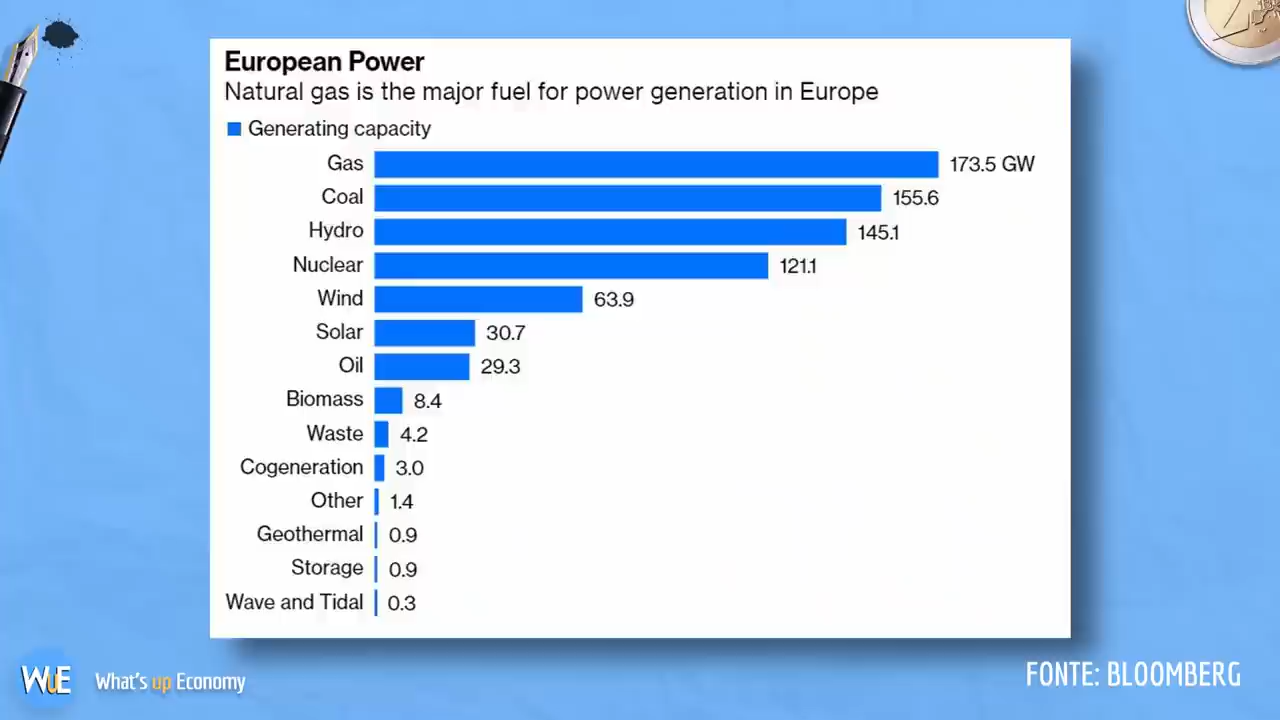 European Power
Natural gas is the major fuel for power generation in Europe
Generating capacity
Gas 173.5 GW
Coal 155.6
Hydro 145.1
Nuclear 121.1
Wind 63.9
Solar 30.7
Oil 29.3
Biomass 8.4
Waste 4.2
Cogeneration 3.0
Other 1.4
Geothermal 0.9
Storage 0.9
Wave and Tidal 0.3
WuE What's up Economy
FONTE: BLOOMBERG